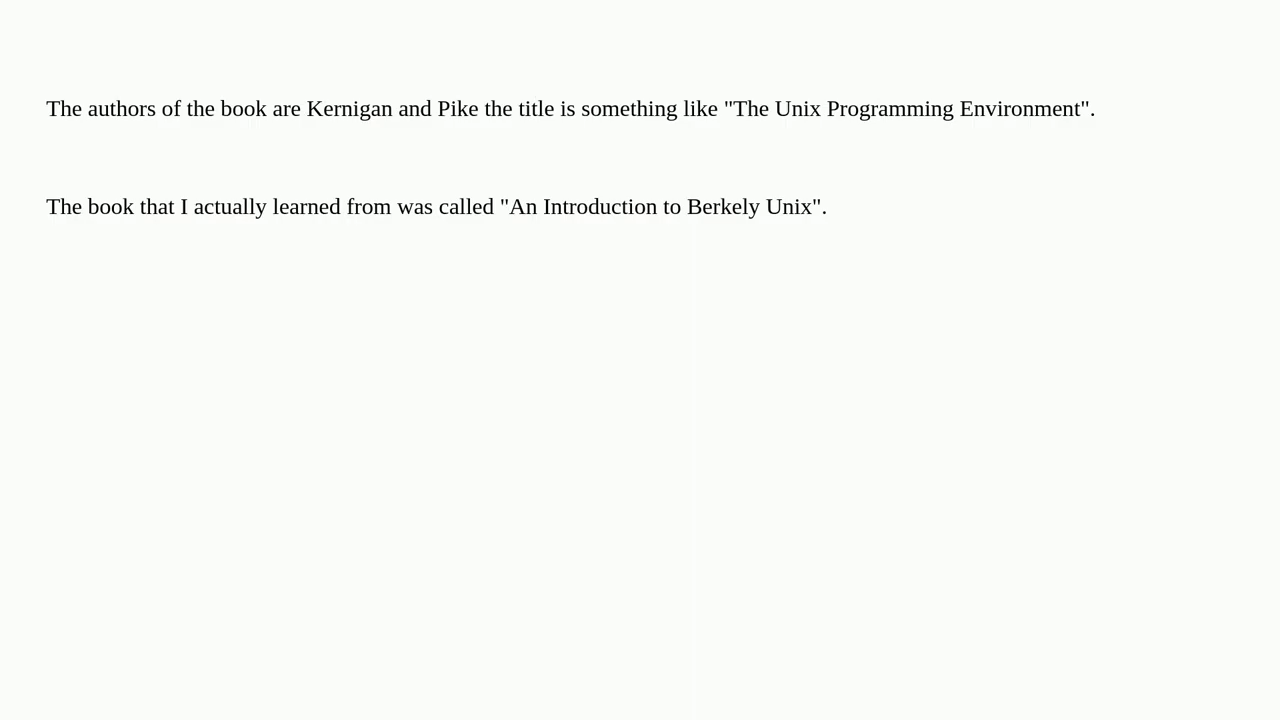 The authors of the book are Kernigan and Pike the title is something like "The Unix Programming Environment".
The book that I actually learned from was called "An Introduction to Berkely Unix".